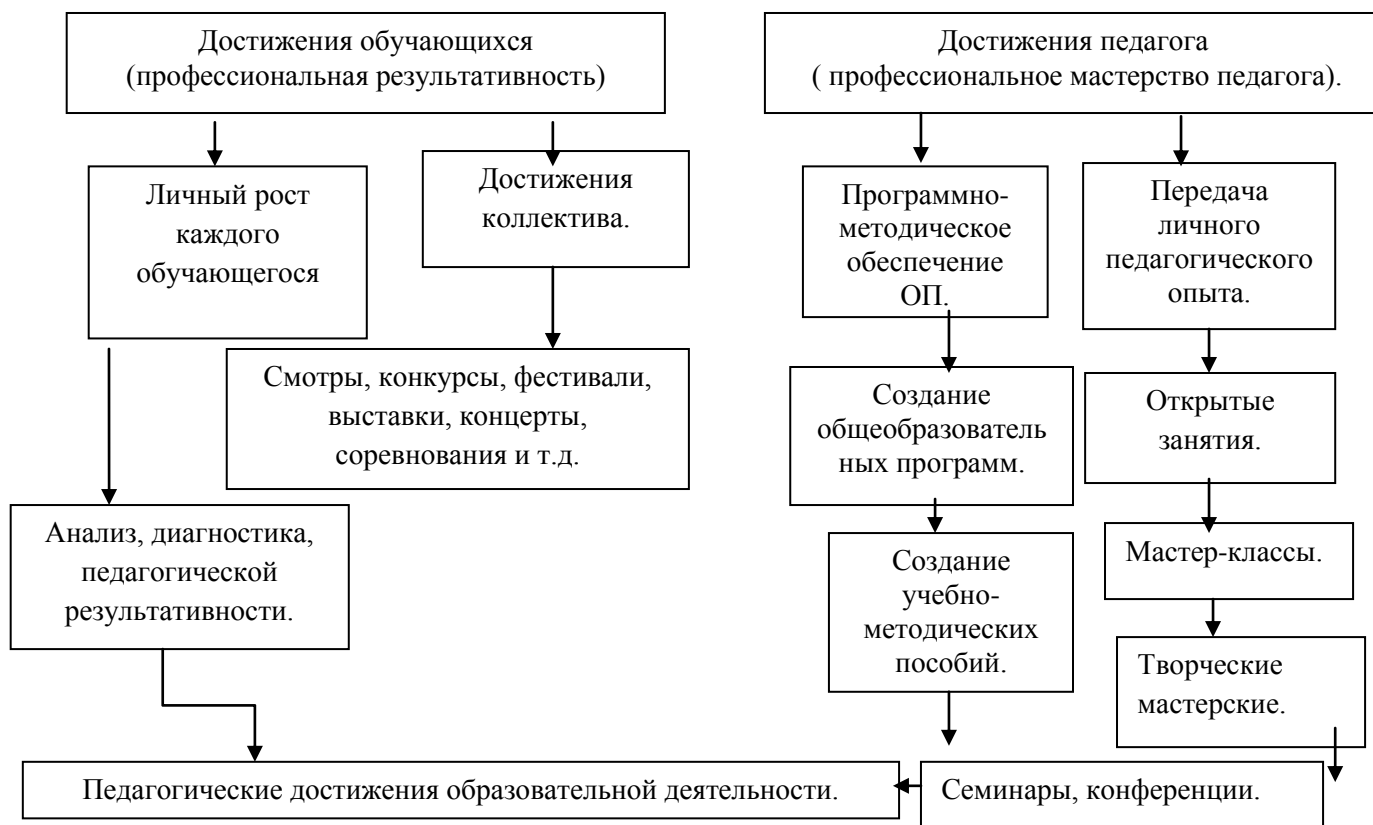 Достижения обучающихся
(профессиональная результативность)
Достижения педагога
( профессиональное мастерство педагога).
Личный рост
каждого
обучающегося
Достижения
коллектива.
Программно-
методическое
обеспечение
ОП.
Передача
личного
педагогического
опыта.
Смотры, конкурсы, фестивали,
выставки, концерты,
соревнования и т.д.
Создание
общеобразователь
ных программ.
Открытые
занятия.
Анализ, диагностика,
педагогической
результативности.
Создание
учебно-
методических
пособий.
Мастер-классы.
Творческие
мастерские.
Педагогические достижения образовательной деятельности.
Семинары, конференции.